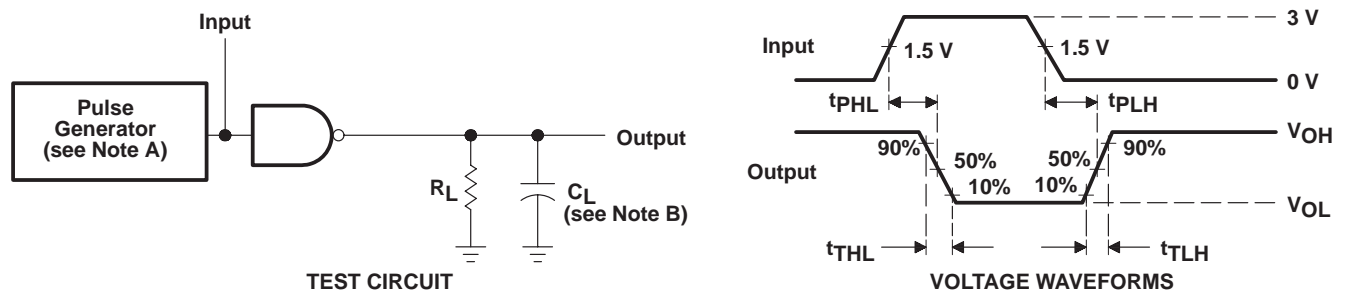 Input
Pulse
Generator
(see Note A)
Output
RL
CL
(see Note B)
TEST CIRCUIT
Input
1.5 V
1.5 V
3 V
0 V
tPHL
tPLH
Output
90%
50%
10%
50%
10%
90%
VOH
VOL
tTHL
tTLH
VOLTAGE WAVEFORMS